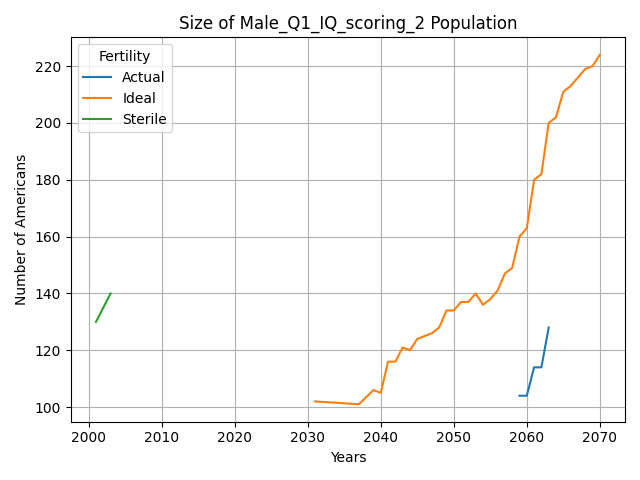 Size of Male_Q1_IQ_scoring_2 Population
Fertility
Actual
Ideal
Sterile
220
200
180
160
140
120
100
Number of Americans
2000 2010 2020 2030 2040 2050 2060 2070
Years